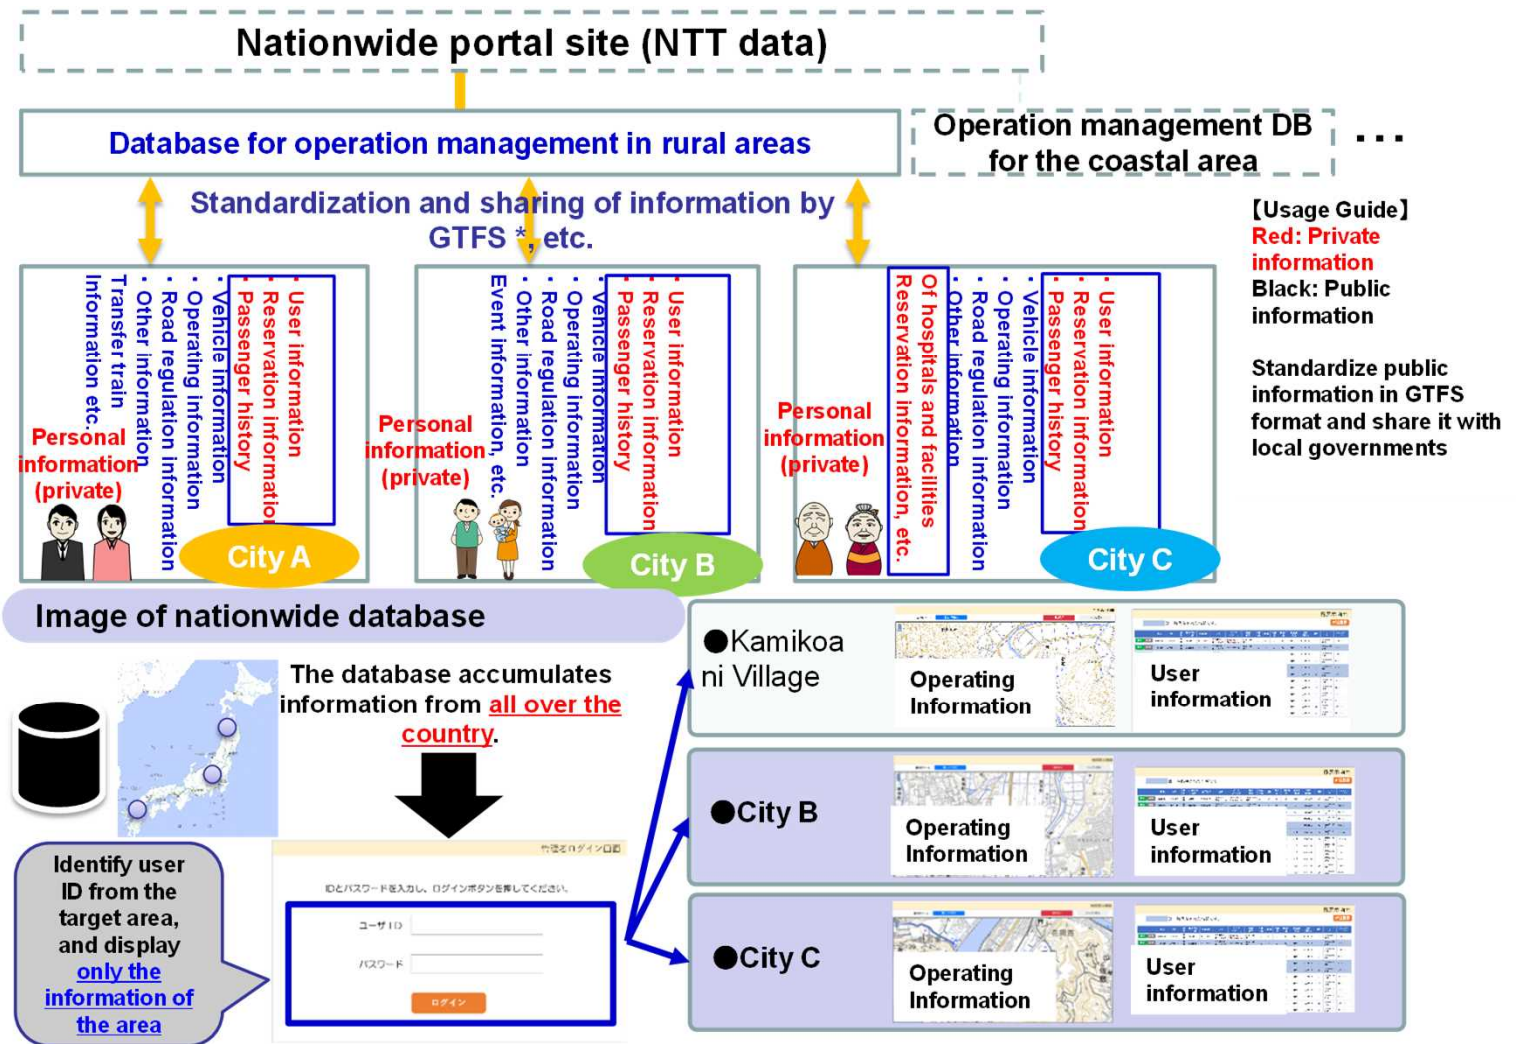 Nationwide portal site (NTT data)
Database for operation management in rural areas
Operation management DB
for the coastal area
...
Standardization and sharing of information by
GTFS *, etc.
【Usage Guide】
Red: Private
information
Black: Public
information
Standardize public
information in GTFS
format and share it with
local governments
・User information
・Reservation information
・Passenger history
・Vehicle information
・Operating information
・Road regulation information
・Other information
Transfer train
Information etc.
Personal
information
(private)
City A
・User information
・Reservation information
・Passenger history
・Vehicle information
・Operating information
・Road regulation information
・Other information
Event information, etc.
Personal
information
(private)
City B
・User information
・Reservation information
・Passenger history
・Vehicle information
・Operating information
・Road regulation information
・Other information
Of hospitals and facilities
Reservation information, etc.
Personal
information
(private)
City C
Image of nationwide database
The database accumulates
information from all over the
country.
Identify user
ID from the
target area,
and display
only the
information of
the area
管理者ログイン画面
IDとパスワードを入力し、ログインボタンを押してください。
ユーザID
パスワード
ログイン
●Kamikoa
ni Village
Operating
Information
User
information
●City B
Operating
Information
User
information
●City C
Operating
Information
User
information